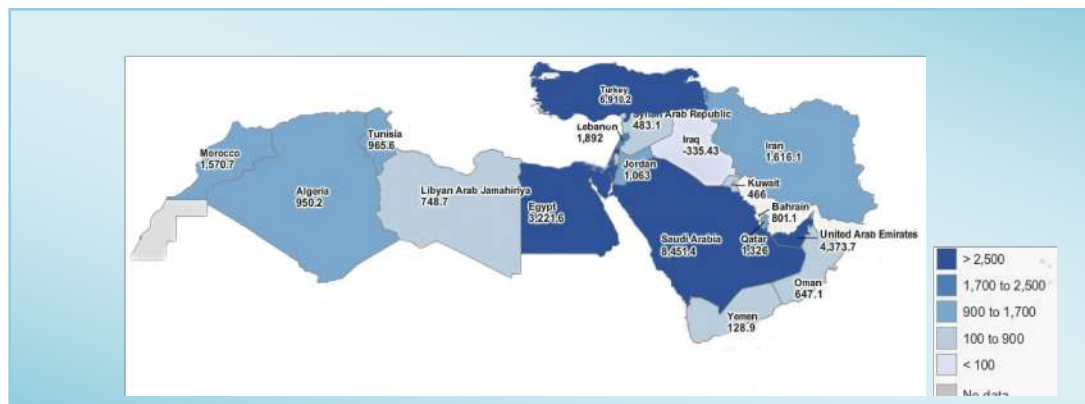 Turkey
6,910.2
Syrian Arab Republic
483.1
Lebanon
1,892
Iraq
-335.43
Iran
1,616.1
Tunisia
965.6
Morocco
1,570.7
Jordan
1,063
Algeria
950.2
Libyan Arab Jamahiriya
748.7
Kuwait
466
Egypt
3,221.6
Bahrain
801.1
Saudi Arabia
8,451.4
Qatar
1,326
United Arab Emirates
4,373.7
Oman
647.1
Yemen
128.9
> 2,500
1,700 to 2,500
900 to 1,700
100 to 900
< 100
No data